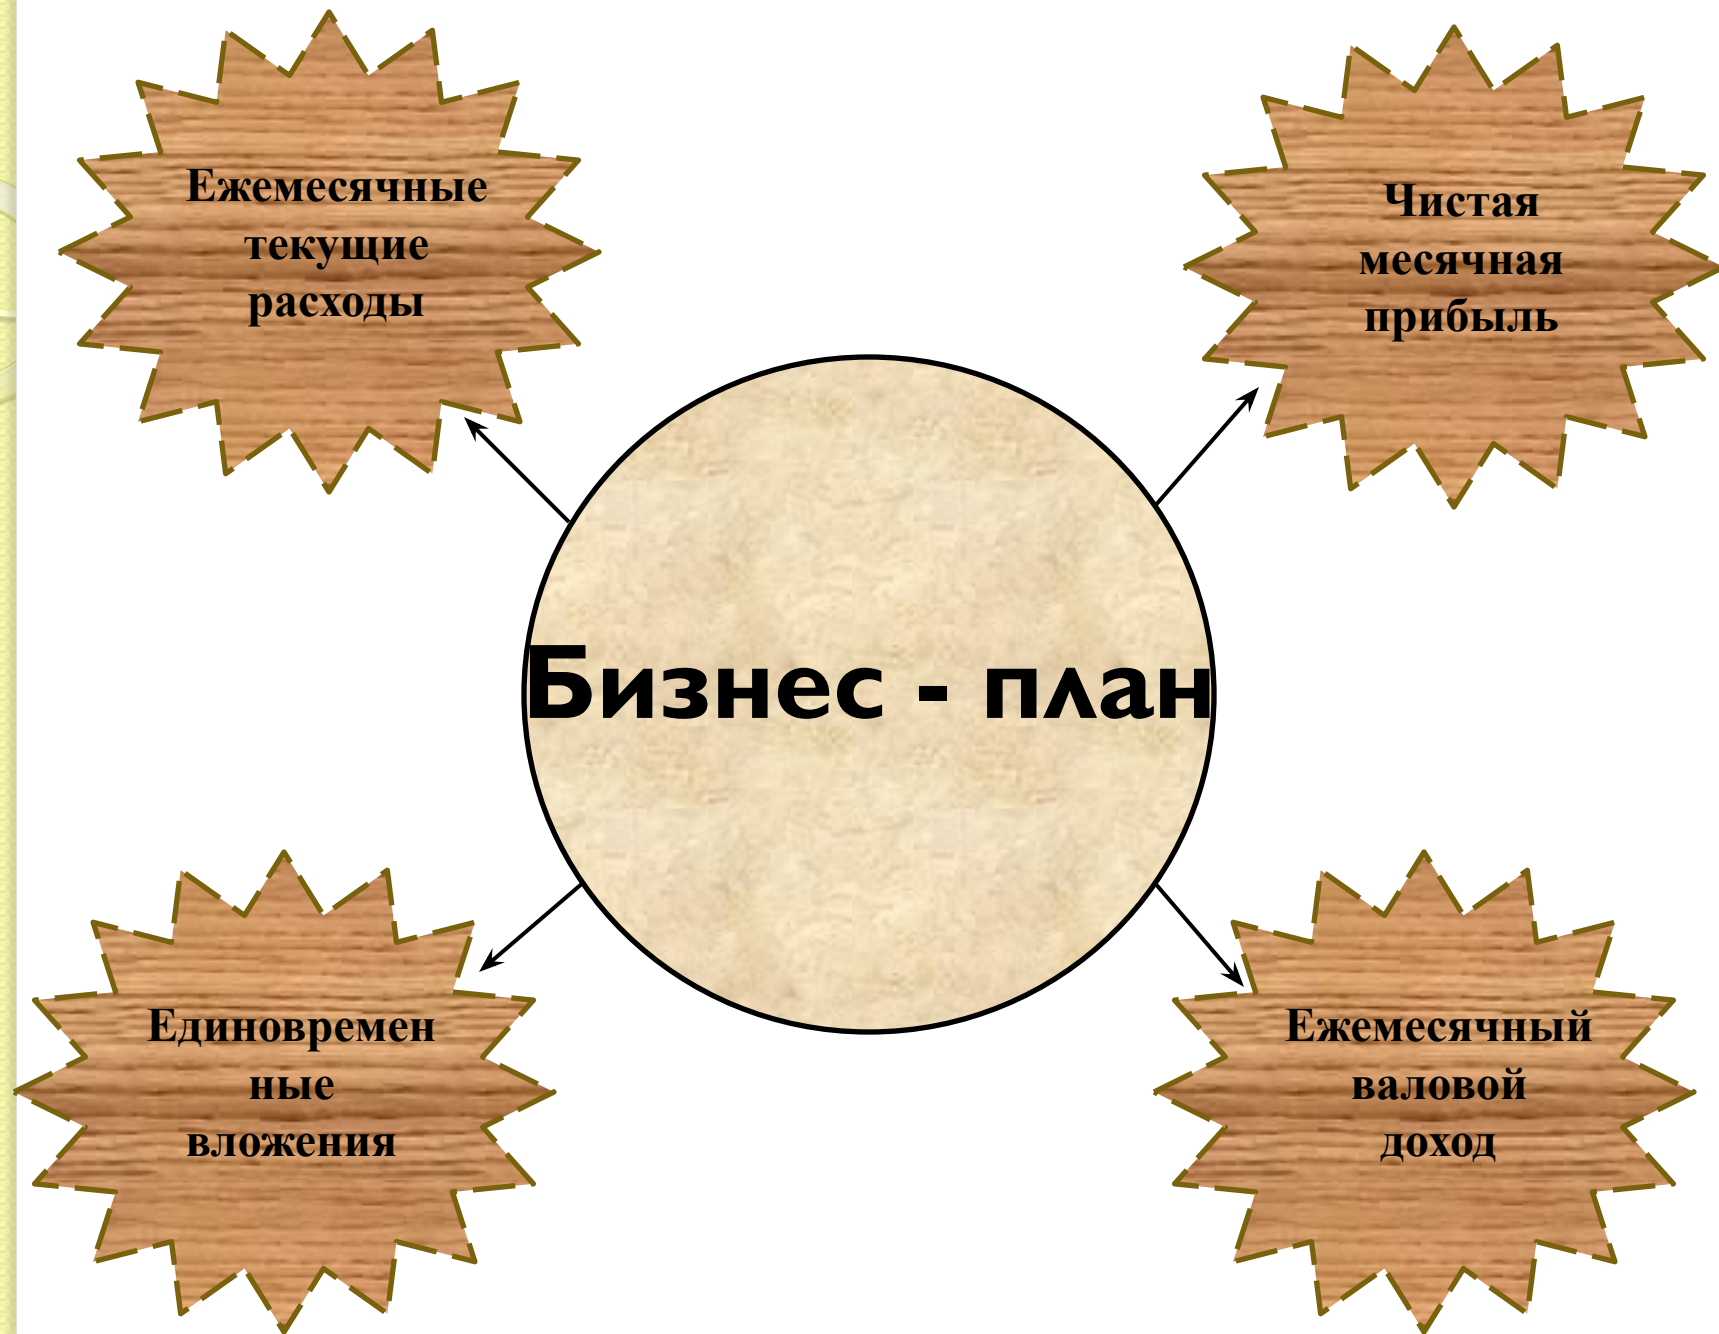 Ежемесячные
текущие
расходы
Чистая
месячная
прибыль
Бизнес - план
Единовремен
ные
вложения
Ежемесячный
валовой
доход